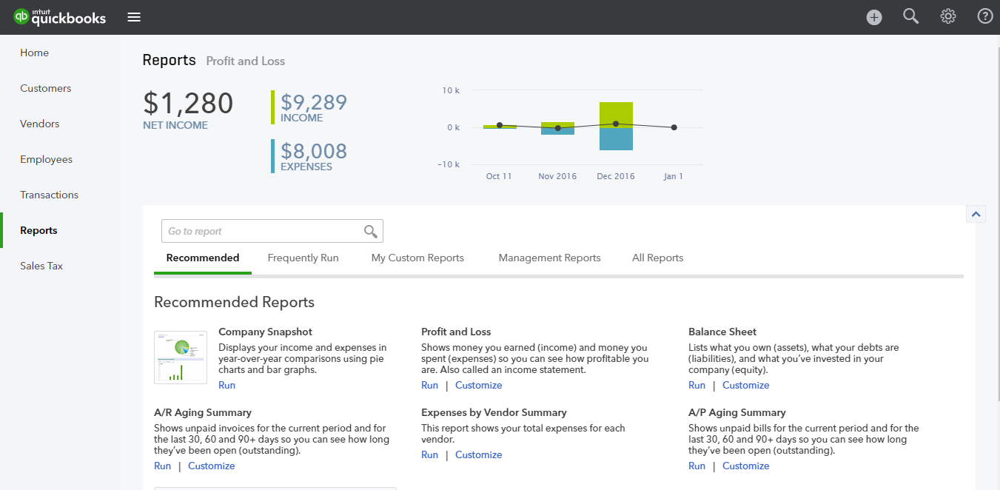 intuit
quickbooks
Home
Customers
Vendors
Employees
Transactions
Reports
Sales Tax
Reports Profit and Loss
$1,280
NET INCOME
$9,289
INCOME
$8,008
EXPENSES
10 k
0 k
−10 k
Oct 11 Nov 2016 Dec 2016 Jan 1
Go to report
Recommended Frequently Run My Custom Reports Management Reports All Reports
Recommended Reports
Company Snapshot
Displays your income and expenses in
year-over-year comparisons using pie
charts and bar graphs.
Run
Profit and Loss
Shows money you earned (income) and money you
spent (expenses) so you can see how profitable you
are. Also called an income statement.
Run | Customize
Balance Sheet
Lists what you own (assets), what your debts are
(liabilities), and what you’ve invested in your
company (equity).
Run | Customize
A/R Aging Summary
Shows unpaid invoices for the current period and for
the last 30, 60 and 90+ days so you can see how long
they’ve been open (outstanding).
Run | Customize
Expenses by Vendor Summary
This report shows your total expenses for each
vendor.
Run | Customize
A/P Aging Summary
Shows unpaid bills for the current period and for the
last 30, 60 and 90+ days so you can see how long
they’ve been open (outstanding).
Run | Customize